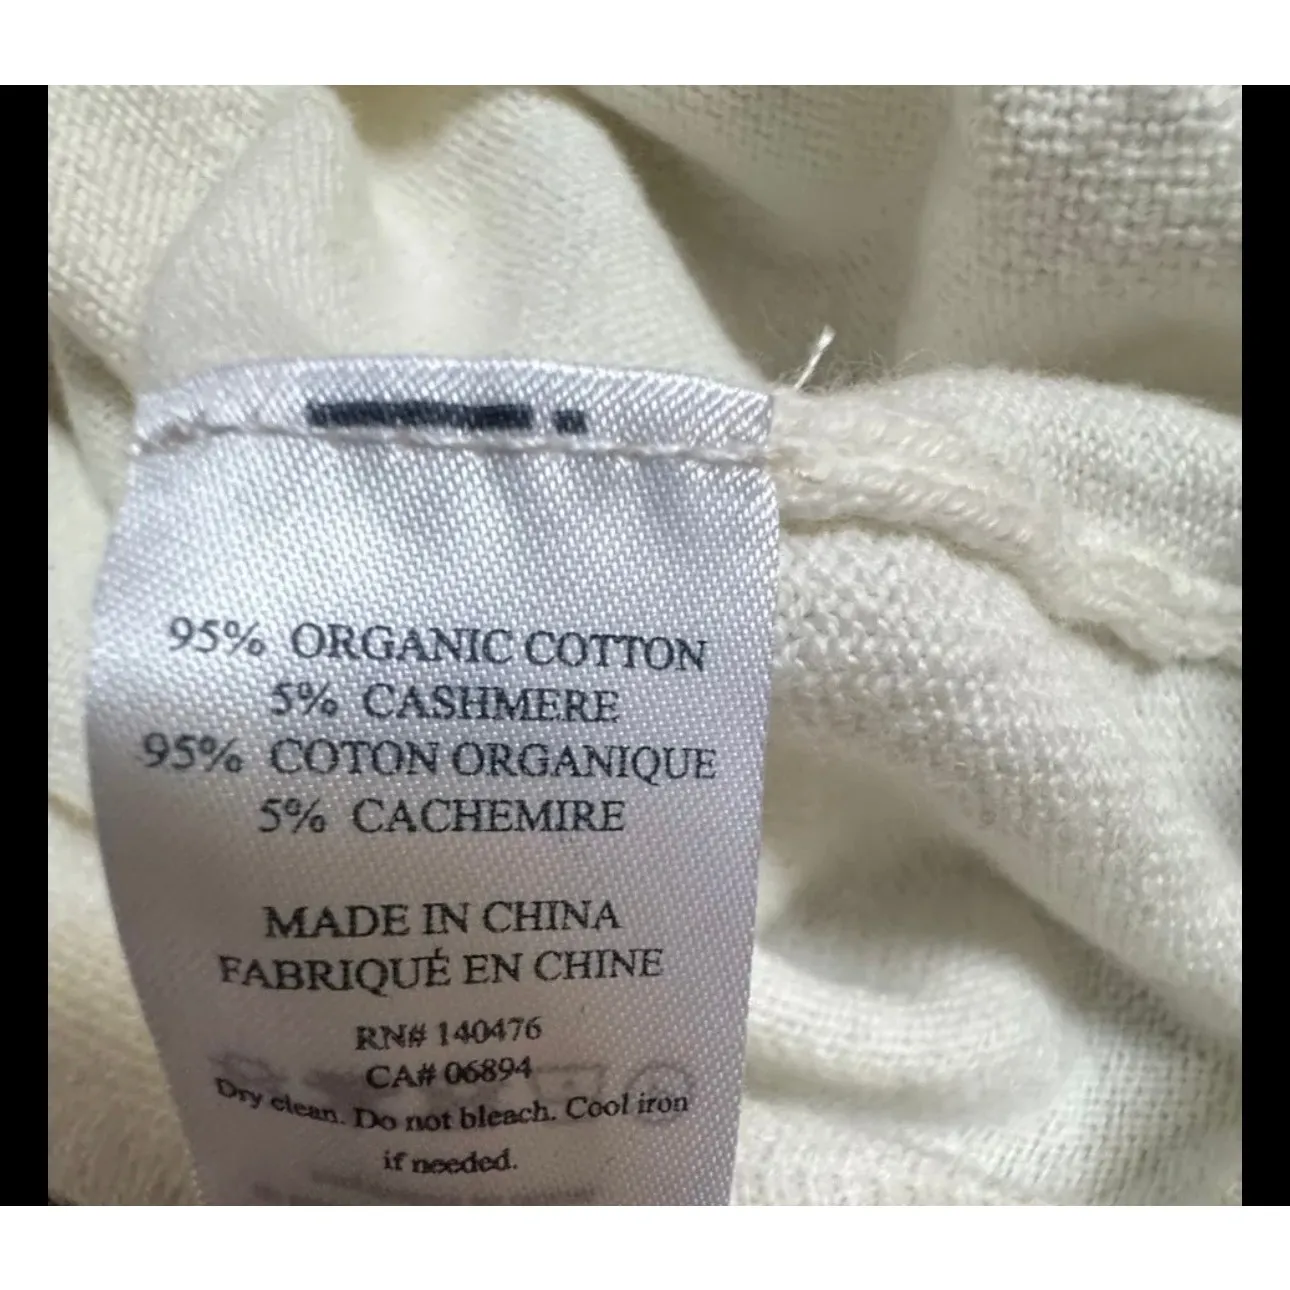 95% ORGANIC COTTON
5% CASHMERE
95% COTON ORGANIQUE
5% CACHEMIRE
MADE IN CHINA
FABRIQUÉ EN CHINE
RN# 140476
CA# 06894
Dry clean. Do not bleach. Cool iron
if needed.